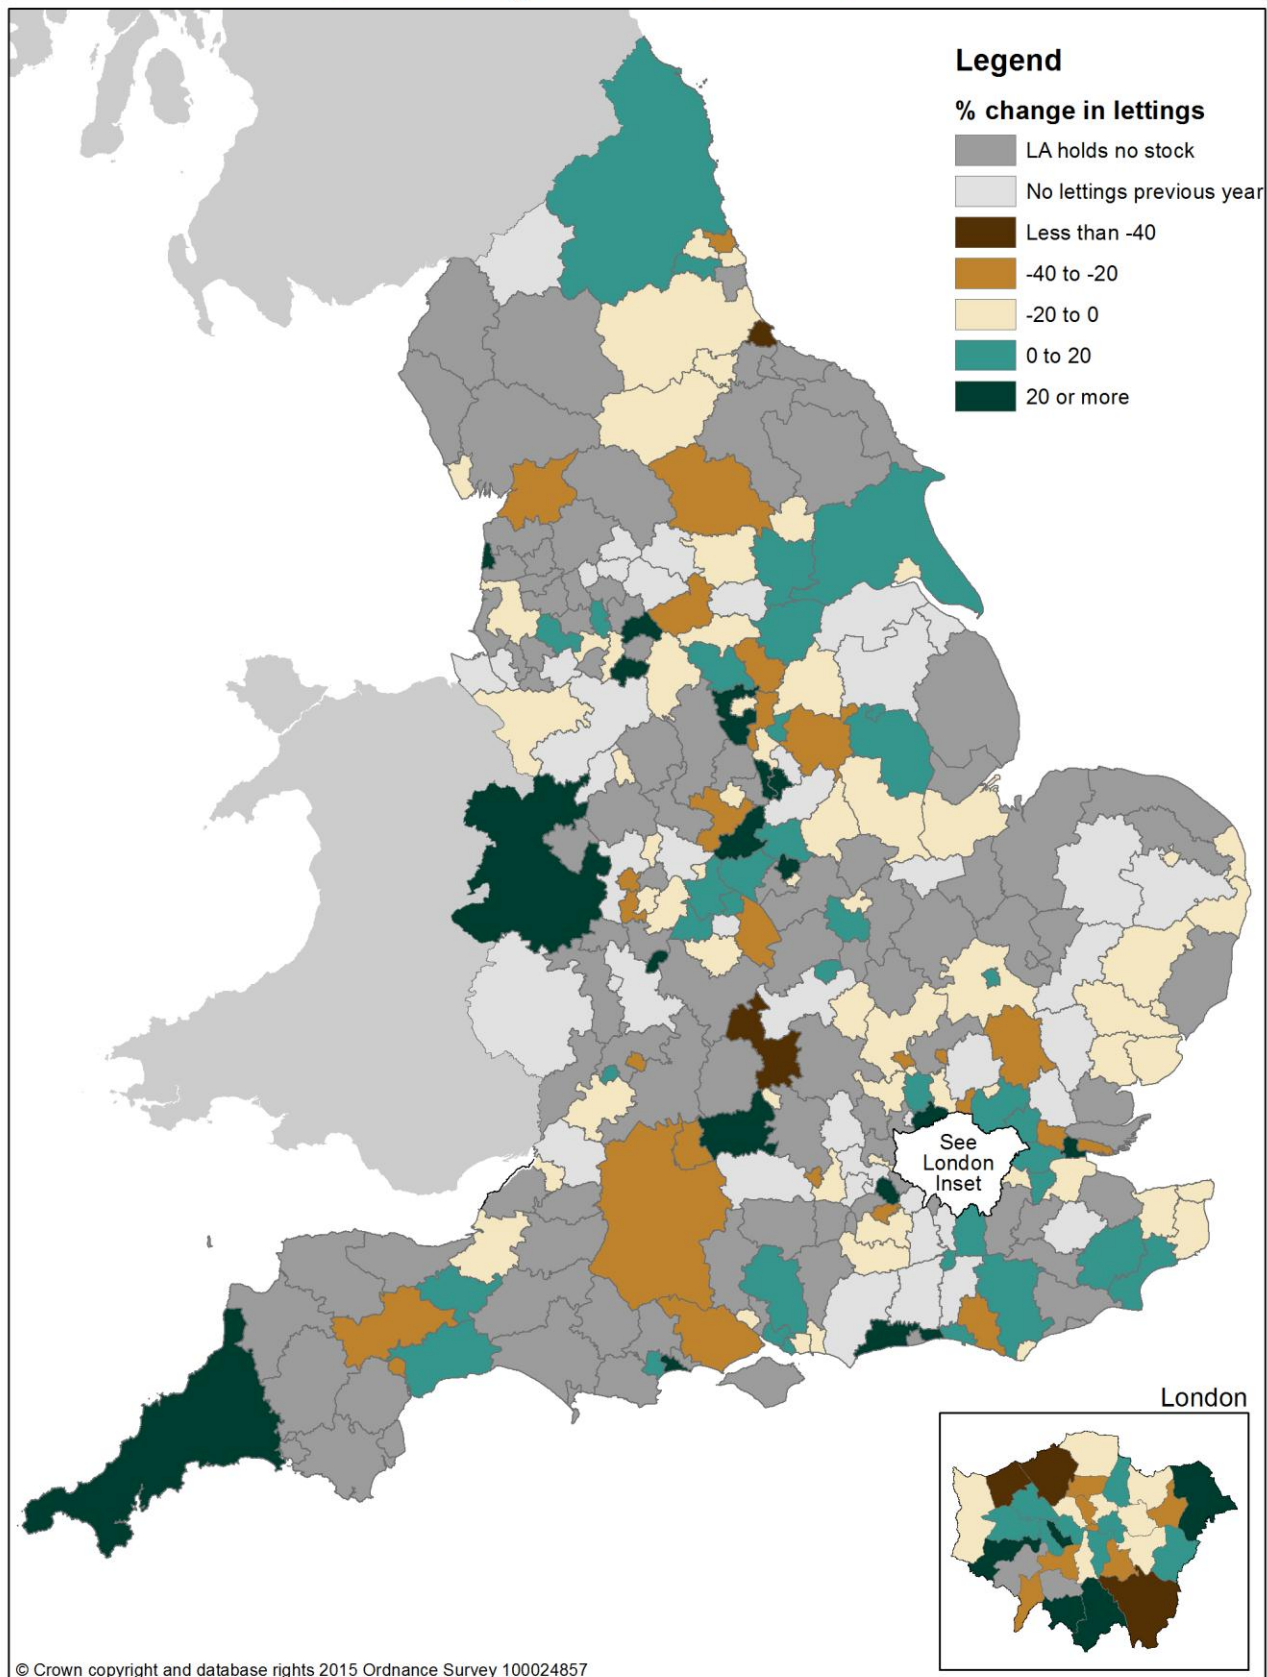 Legend
% change in lettings
LA holds no stock
No lettings previous year
Less than -40
-40 to -20
-20 to 0
0 to 20
20 or more
See
London
Inset
London
© Crown copyright and database rights 2015 Ordnance Survey 100024857